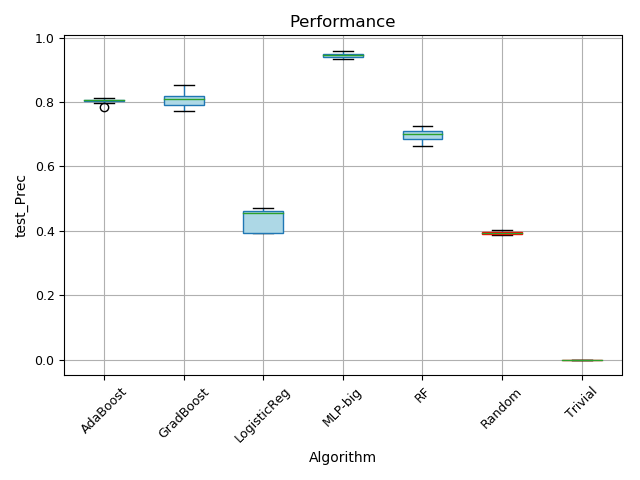 Performance
test_Prec
1.0
0.8
0.6
0.4
0.2
0.0
AdaBoost
GradBoost
LogisticReg
MLP-big
RF
Random
Trivial
Algorithm